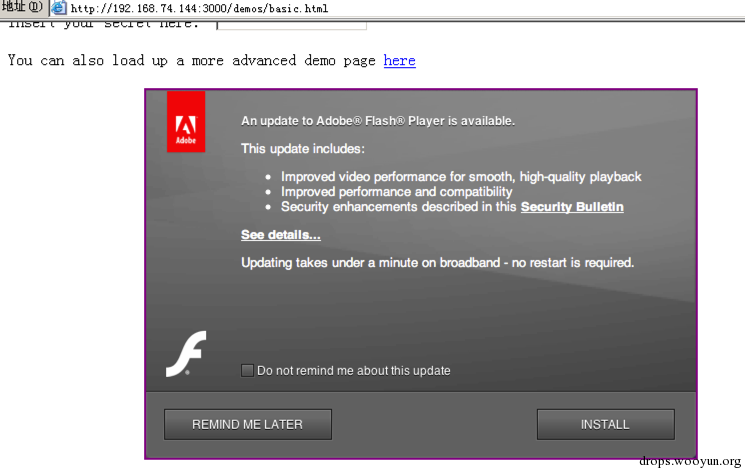 地址(D) http://192.168.74.144:3000/demos/basic.html
Insert your secret here:
You can also load up a more advanced demo page here
Adobe
An update to Adobe® Flash® Player is available.
This update includes:
• Improved video performance for smooth, high-quality playback
• Improved performance and compatibility
• Security enhancements described in this Security Bulletin
See details...
Updating takes under a minute on broadband - no restart is required.
Do not remind me about this update
REMIND ME LATER INSTALL
drops.wooyun.org